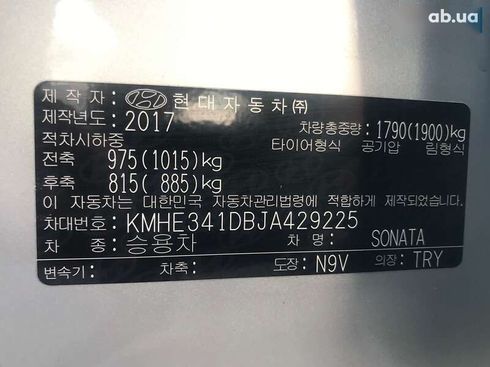 ab.ua
제 작 자 : 현대자동차㈜
제작년도: 2017 차량총중량: 1790(1900)kg
적차시하중 타이어형식 공기압 림형식
전축 975(1015)kg
후축 815( 885)kg
이 자동차는 대한민국 자동차관리법령에 적합하게 제작되었습니다.
차대번호: KMHE341DBJA429225
차 종: 승용차 차 명: SONATA
변속기: 차축: 도장: N9V 의장: TRY